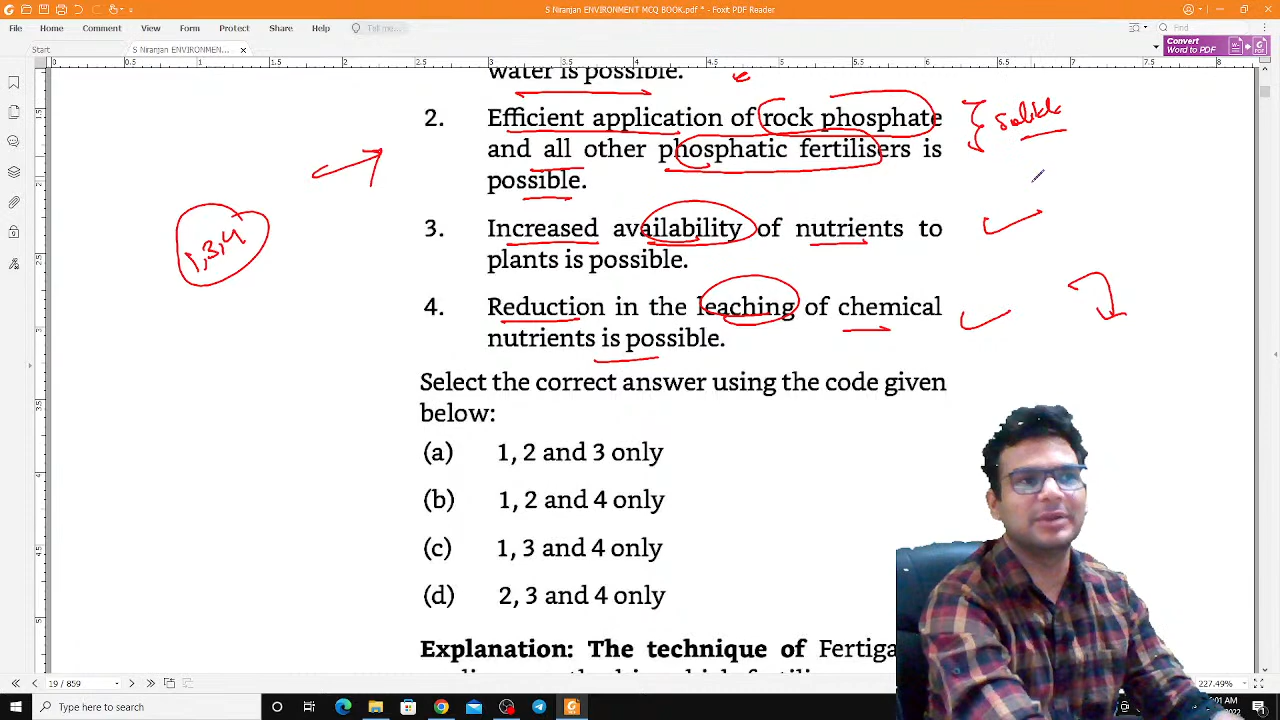 S Niranjan ENVIRONMENT MCQ BOOK.pdf * - Foxit PDF Reader
File Home Comment View Form Protect Share Help Tell me...
Start S Niranjan ENVIRONMEN... Convert Word to PDF
water is possible.
2. Efficient application of rock phosphate
and all other phosphatic fertilisers is
possible.
3. Increased availability of nutrients to
plants is possible.
1,3,4
4. Reduction in the leaching of chemical
nutrients is possible.
Select the correct answer using the code given
below:
(a) 1, 2 and 3 only
(b) 1, 2 and 4 only
(c) 1, 3 and 4 only
(d) 2, 3 and 4 only
Explanation: The technique of Fertiga
19 / 859 227.49%
Type here to search